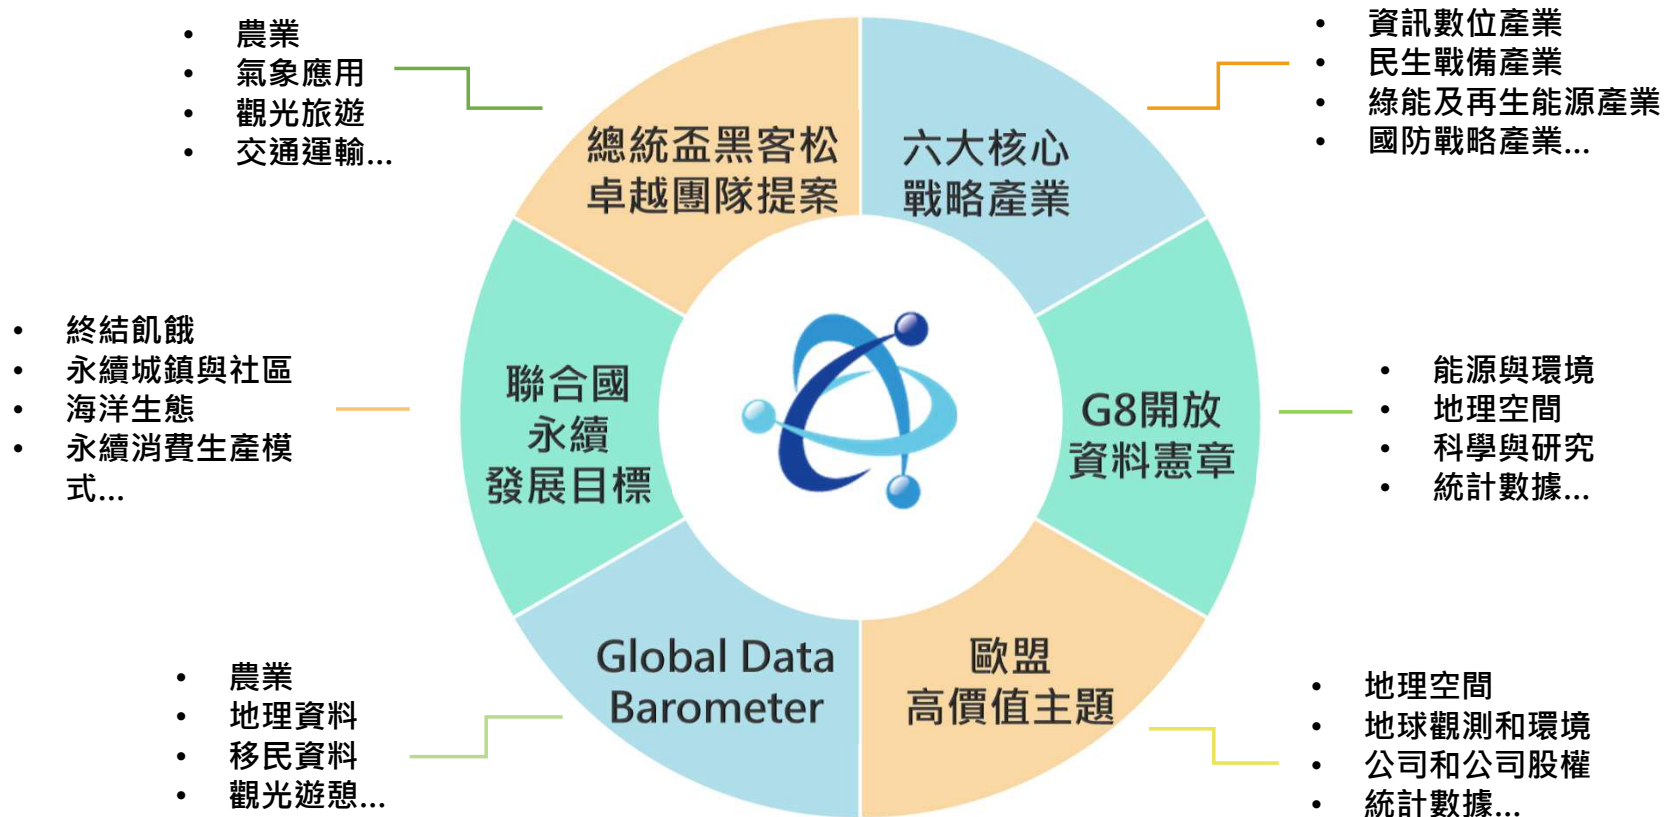 • 農業
• 氣象應用
• 觀光旅遊
• 交通運輸...
總統盃黑客松
卓越團隊提案
六大核心
戰略產業
• 資訊數位產業
• 民生戰備產業
• 綠能及再生能源產業
• 國防戰略產業...
• 終結飢餓
• 永續城鎮與社區
• 海洋生態
• 永續消費生產模
式...
聯合國
永續
發展目標
G8開放
資料憲章
• 能源與環境
• 地理空間
• 科學與研究
• 統計數據...
• 農業
• 地理資料
• 移民資料
• 觀光遊憩...
Global Data
Barometer
歐盟
高價值主題
• 地理空間
• 地球觀測和環境
• 公司和公司股權
• 統計數據...